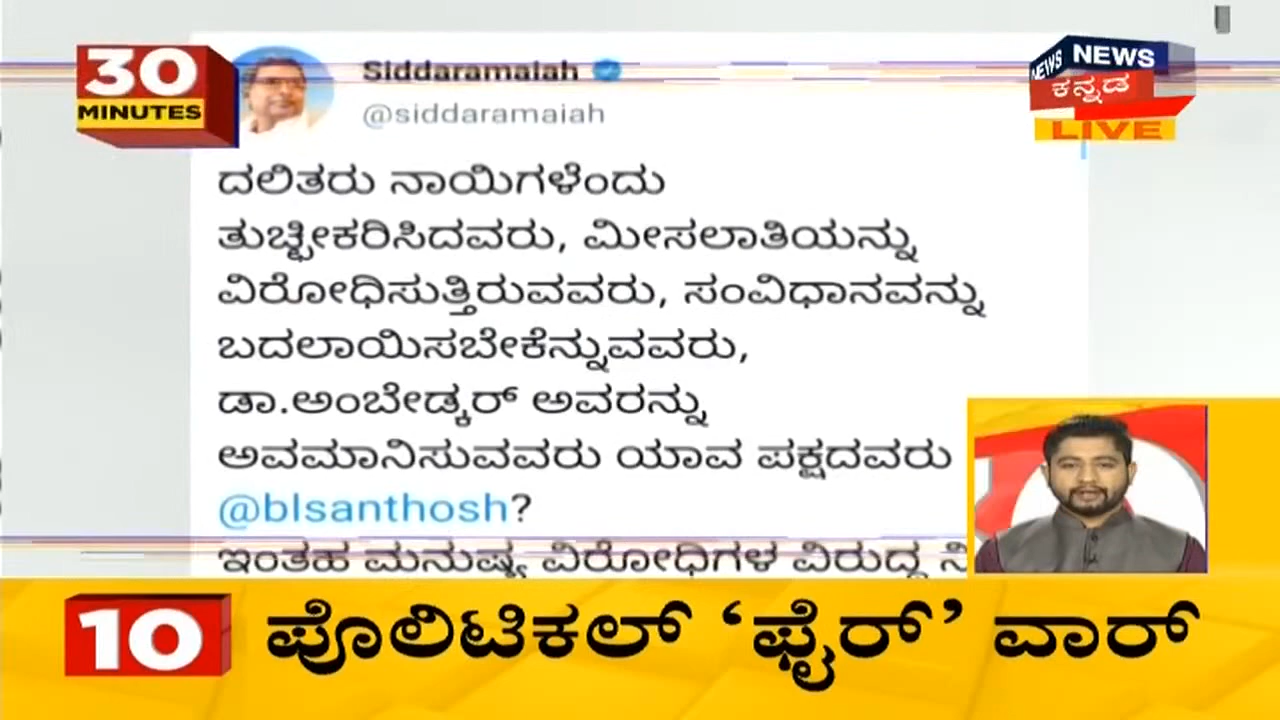 30
MINUTES
Siddaramaiah
@siddaramaiah
NEWS
NEWS
ಕನ್ನಡ
LIVE
ದಲಿತರು ನಾಯಿಗಳೆಂದು
ತುಚ್ಛೀಕರಿಸಿದವರು, ಮೀಸಲಾತಿಯನ್ನು
ವಿರೋಧಿಸುತ್ತಿರುವವರು, ಸಂವಿಧಾನವನ್ನು
ಬದಲಾಯಿಸಬೇಕೆನ್ನುವವರು,
ಡಾ.ಅಂಬೇಡ್ಕರ್ ಅವರನ್ನು
ಅವಮಾನಿಸುವವರು ಯಾವ ಪಕ್ಷದವರು
@blsanthosh?
ಇಂತಹ ಮನುಷ್ಯ ವಿರೋಧಿಗಳ ವಿರುದ್ಧ
10 ಪೊಲಿಟಿಕಲ್ ‘ಫೈರ್’ ವಾರ್